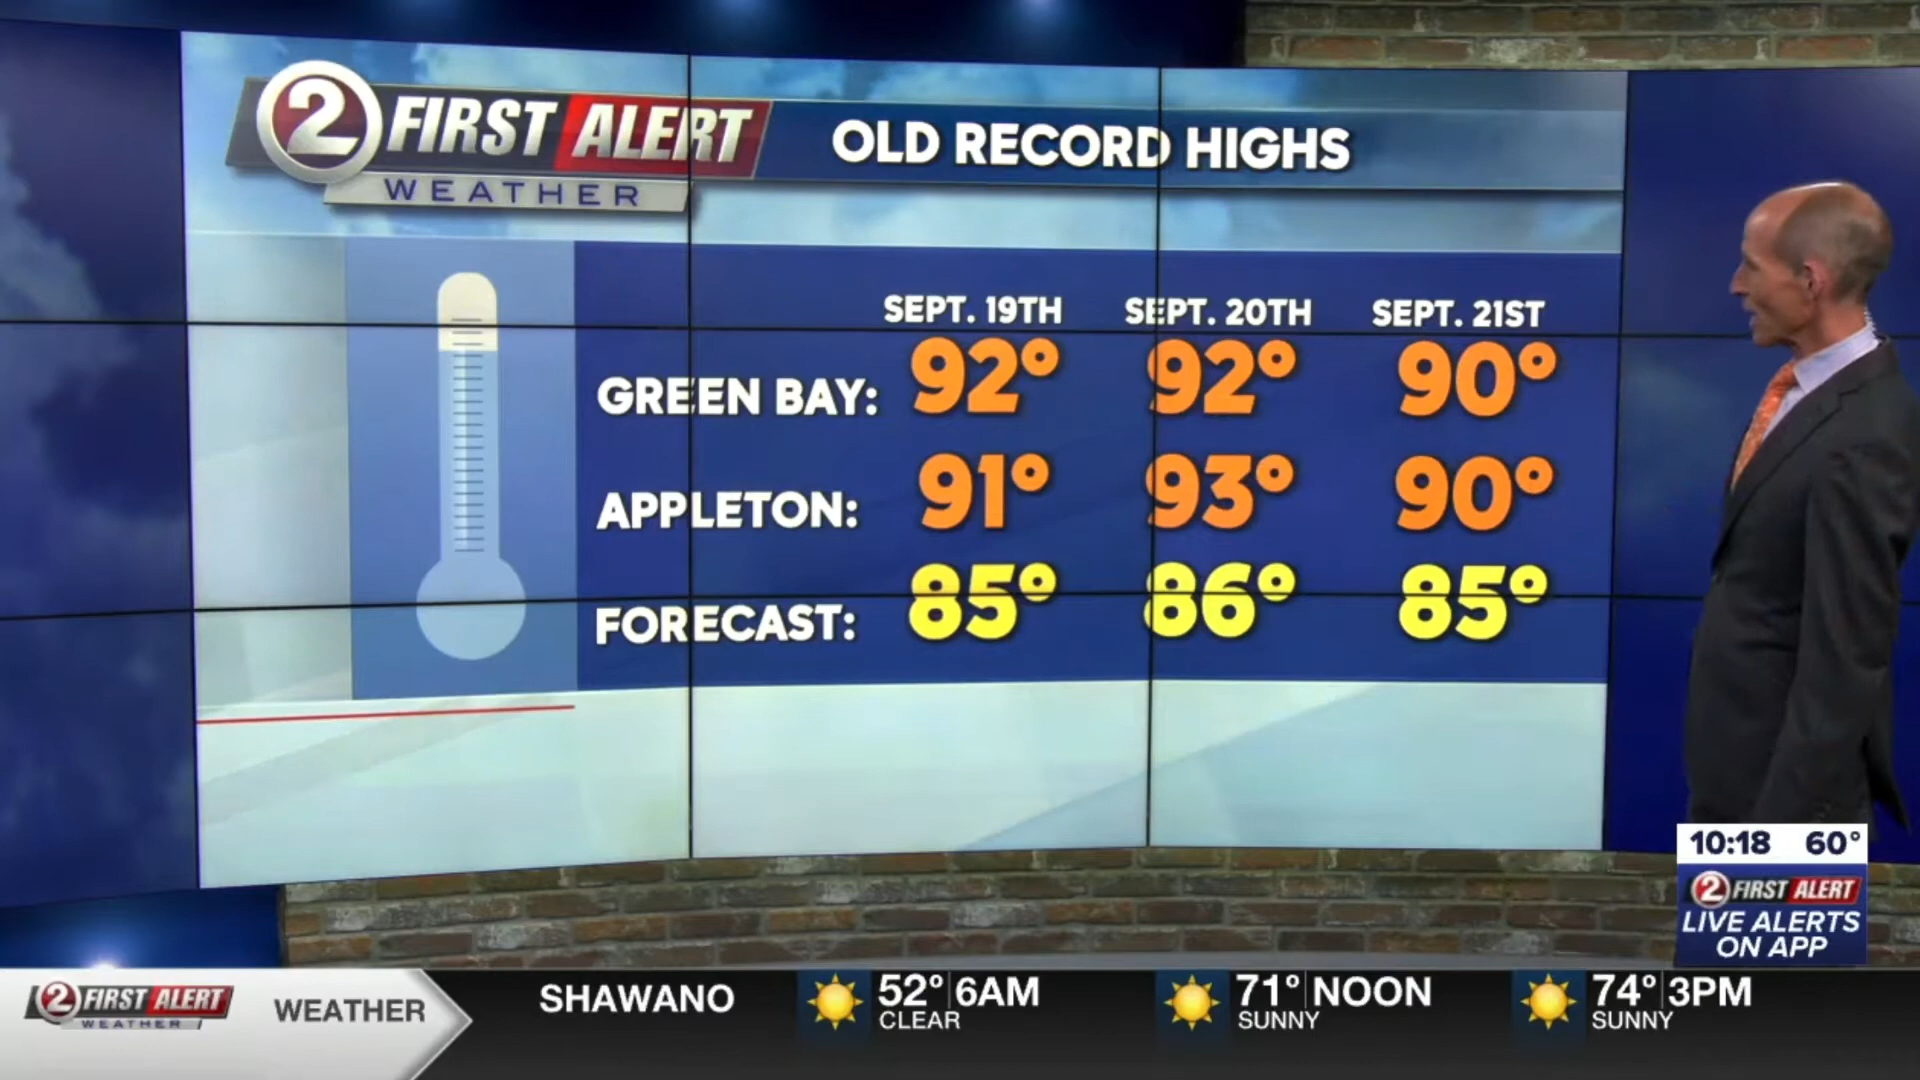 2 FIRST ALERT
WEATHER
OLD RECORD HIGHS
SEPT. 19TH SEPT. 20TH SEPT. 21ST
GREEN BAY: 92° 92° 90°
APPLETON: 91° 93° 90°
FORECAST: 85° 86° 85°
10:18 60°
2 FIRST ALERT
LIVE ALERTS
ON APP
2 FIRST ALERT
WEATHER
WEATHER
SHAWANO
52° 6AM
CLEAR
71° NOON
SUNNY
74° 3PM
SUNNY